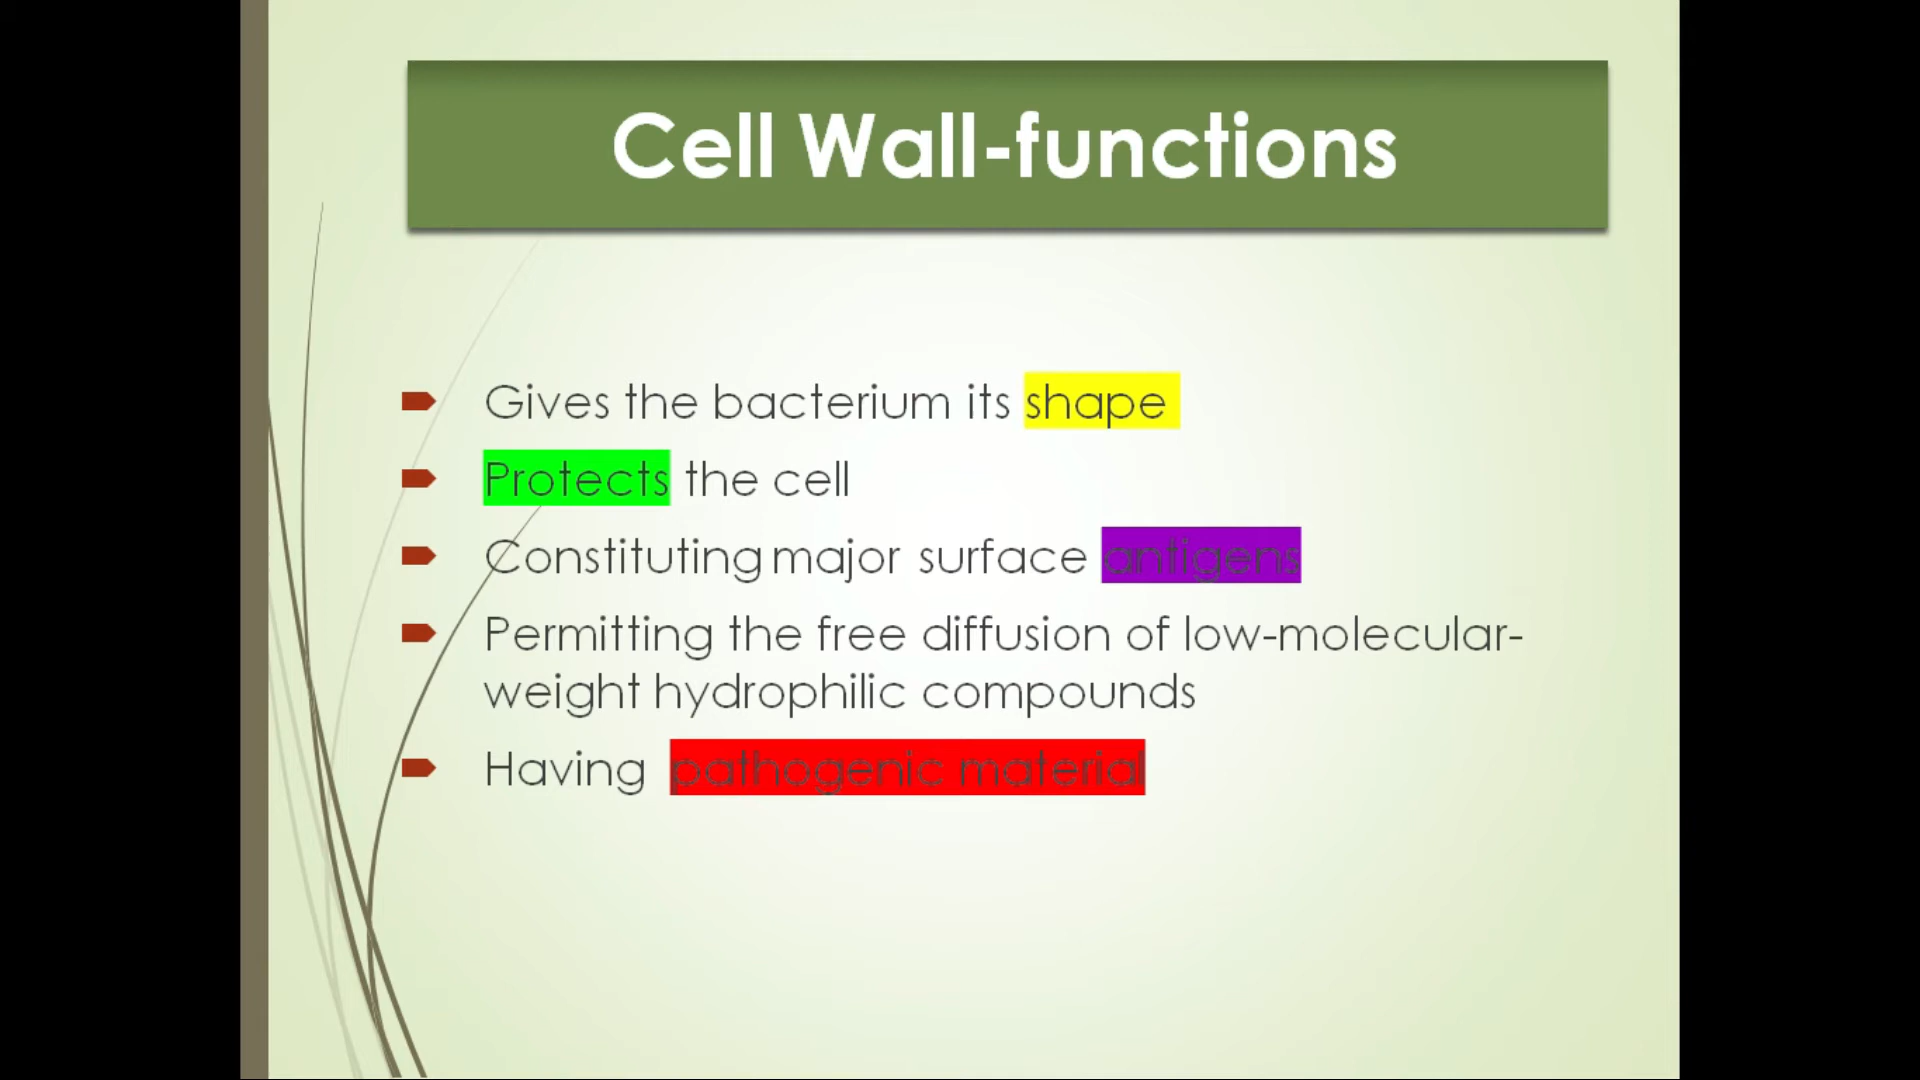 Cell Wall-functions
Gives the bacterium its shape
Protects the cell
Constituting major surface antigens
Permitting the free diffusion of low-molecular-
weight hydrophilic compounds
Having pathogenic material